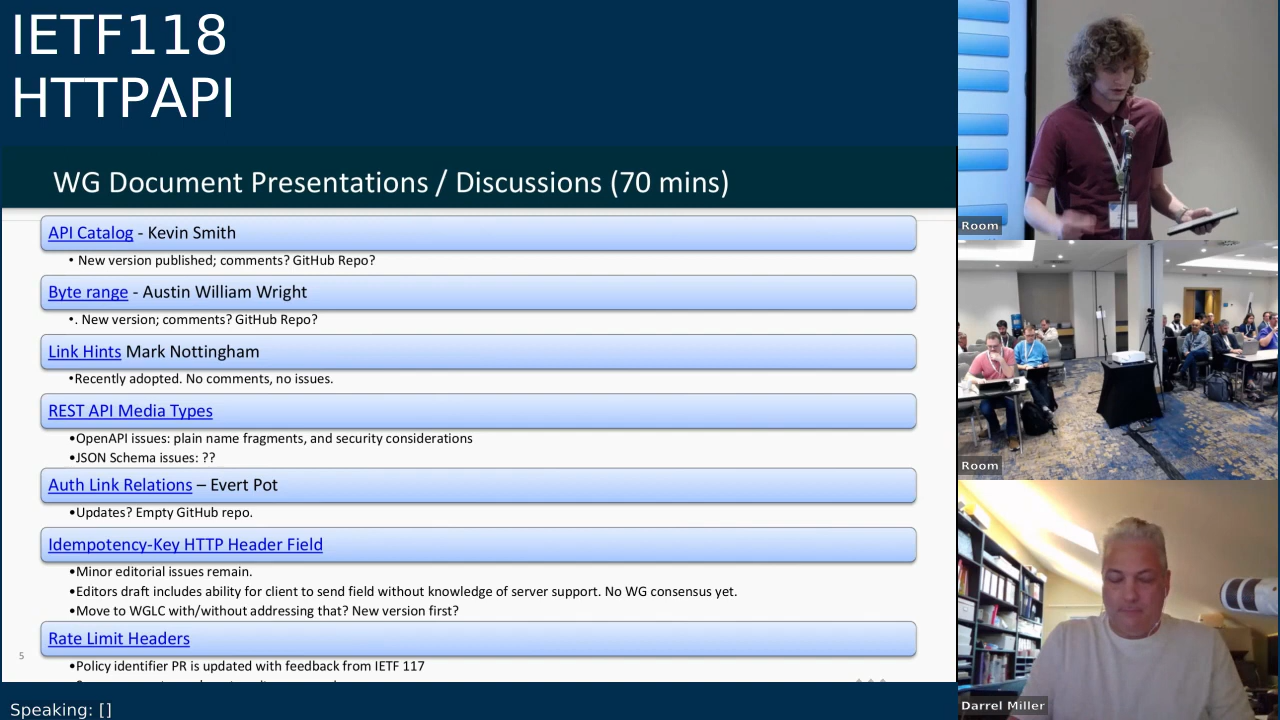 IETF118
HTTPAPI
WG Document Presentations / Discussions (70 mins)
API Catalog - Kevin Smith
• New version published; comments? GitHub Repo?
Byte range - Austin William Wright
•. New version; comments? GitHub Repo?
Link Hints Mark Nottingham
•Recently adopted. No comments, no issues.
REST API Media Types
•OpenAPI issues: plain name fragments, and security considerations
•JSON Schema issues: ??
Auth Link Relations – Evert Pot
•Updates? Empty GitHub repo.
Idempotency-Key HTTP Header Field
•Minor editorial issues remain.
•Editors draft includes ability for client to send field without knowledge of server support. No WG consensus yet.
•Move to WGLC with/without addressing that? New version first?
Rate Limit Headers
•Policy identifier PR is updated with feedback from IETF 117
5
Speaking: []
Room
Room
Darrel Miller